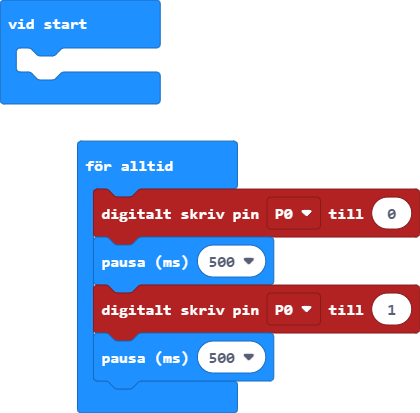 vid start
för alltid
digitalt skriv pin P0 till 0
pausa (ms) 500
digitalt skriv pin P0 till 1
pausa (ms) 500